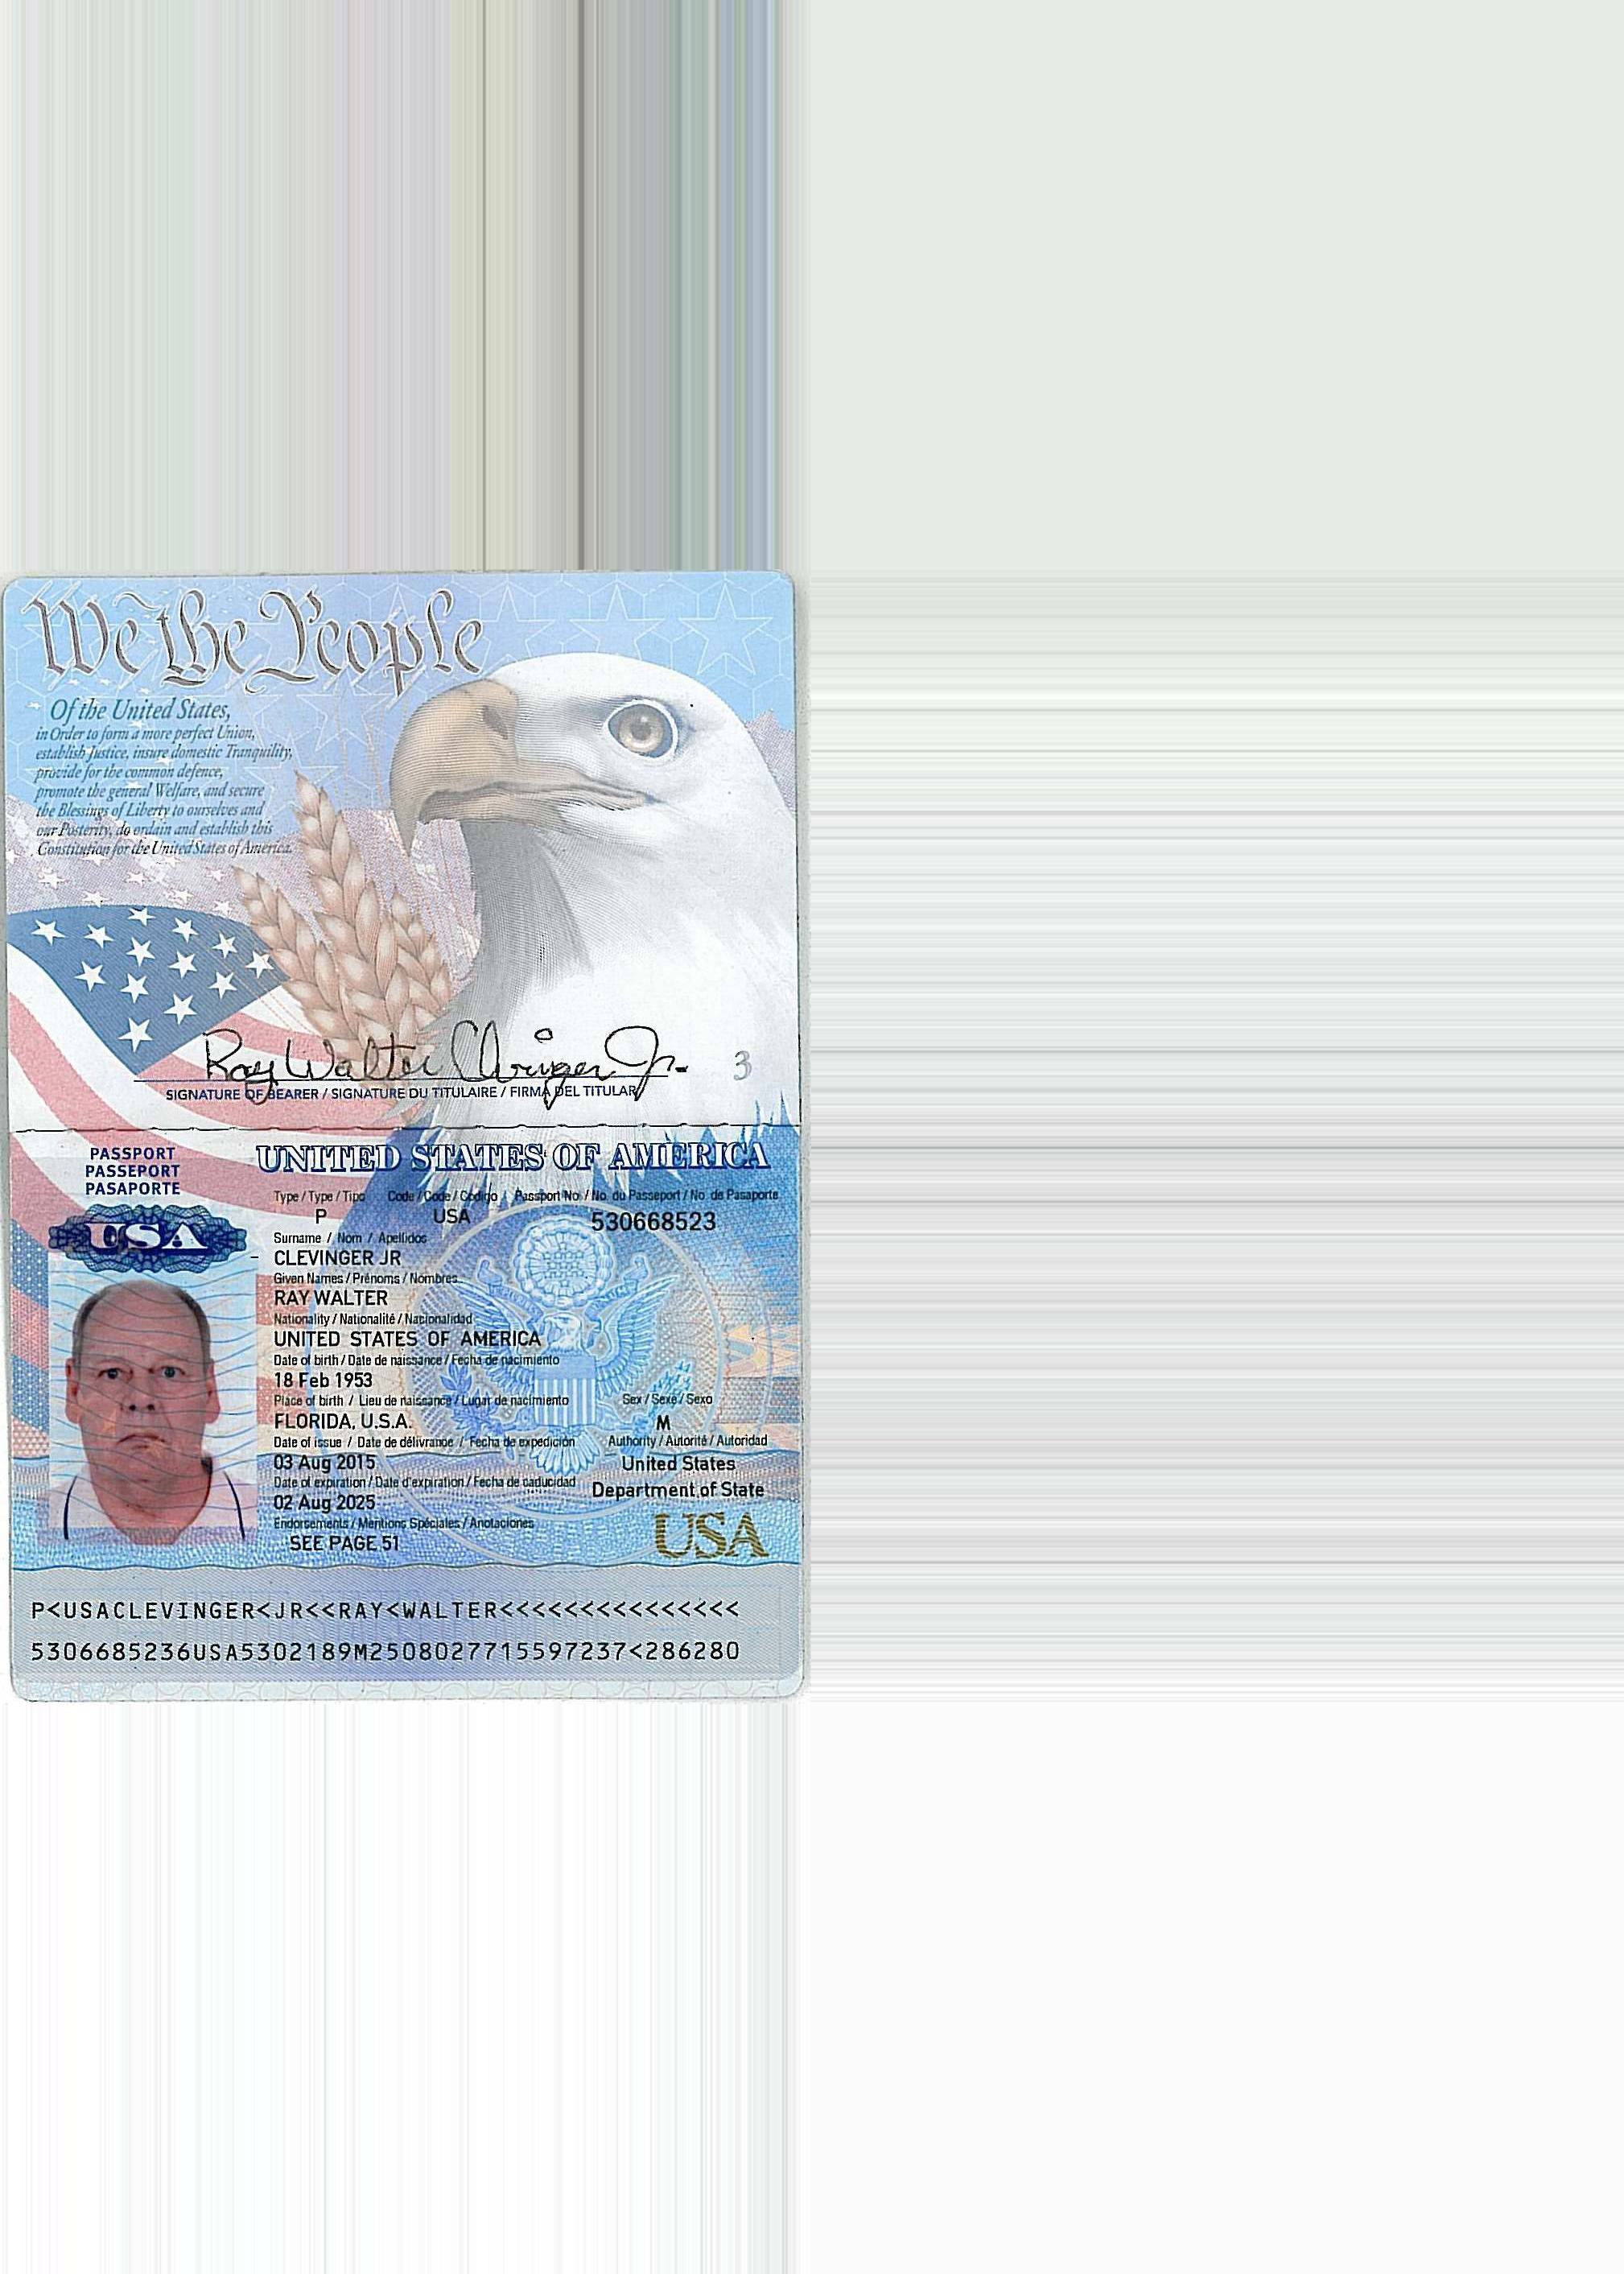 We the People
Of the United States,
in Order to form a more perfect Union,
establish Justice, insure domestic Tranquility,
provide for the common defence,
promote the general Welfare, and secure
the Blessings of Liberty to ourselves and
our Posterity, do ordain and establish this
Constitution for the United States of America.
Ray Walter Clevinger Jr.
3
SIGNATURE OF BEARER / SIGNATURE DU TITULAIRE / FIRMA DEL TITULAR
PASSPORT
PASSEPORT
PASAPORTE
USA
UNITED STATES OF AMERICA
Type / Type / Tipo Code / Code / Codigo Passport No. / No. du Passeport / No. de Pasaporte
P USA 530668523
Surname / Nom / Apellidos
CLEVINGER JR
Given Names / Prénoms / Nombres
RAY WALTER
Nationality / Nationalité / Nacionalidad
UNITED STATES OF AMERICA
Date of birth / Date de naissance / Fecha de nacimiento
18 Feb 1953
Place of birth / Lieu de naissance / Lugar de nacimiento Sex / Sexe / Sexo
FLORIDA, U.S.A. M
Date of issue / Date de délivrance / Fecha de expedición Authority / Autorité / Autoridad
03 Aug 2015 United States
Date of expiration / Date d'expiration / Fecha de caducidad Department of State
02 Aug 2025
Endorsements / Mentions Spéciales / Anotaciones
SEE PAGE 51
USA
P<USACLEVINGER<JR<<RAY<WALTER<<<<<<<<<<<<<<<
5306685236USA5302189M2508027715597237<286280